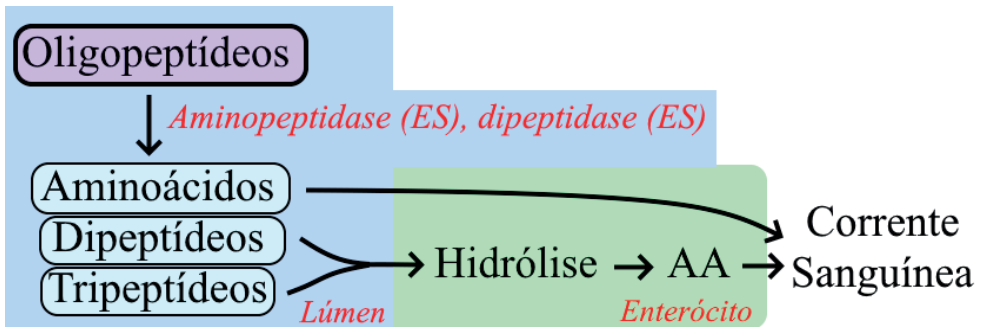 Oligopeptídeos
Aminopeptidase (ES), dipeptidase (ES)
Aminoácidos
Dipeptídeos
Tripeptídeos
Lúmen
Hidrólise
AA
Enterócito
Corrente
Sanguínea